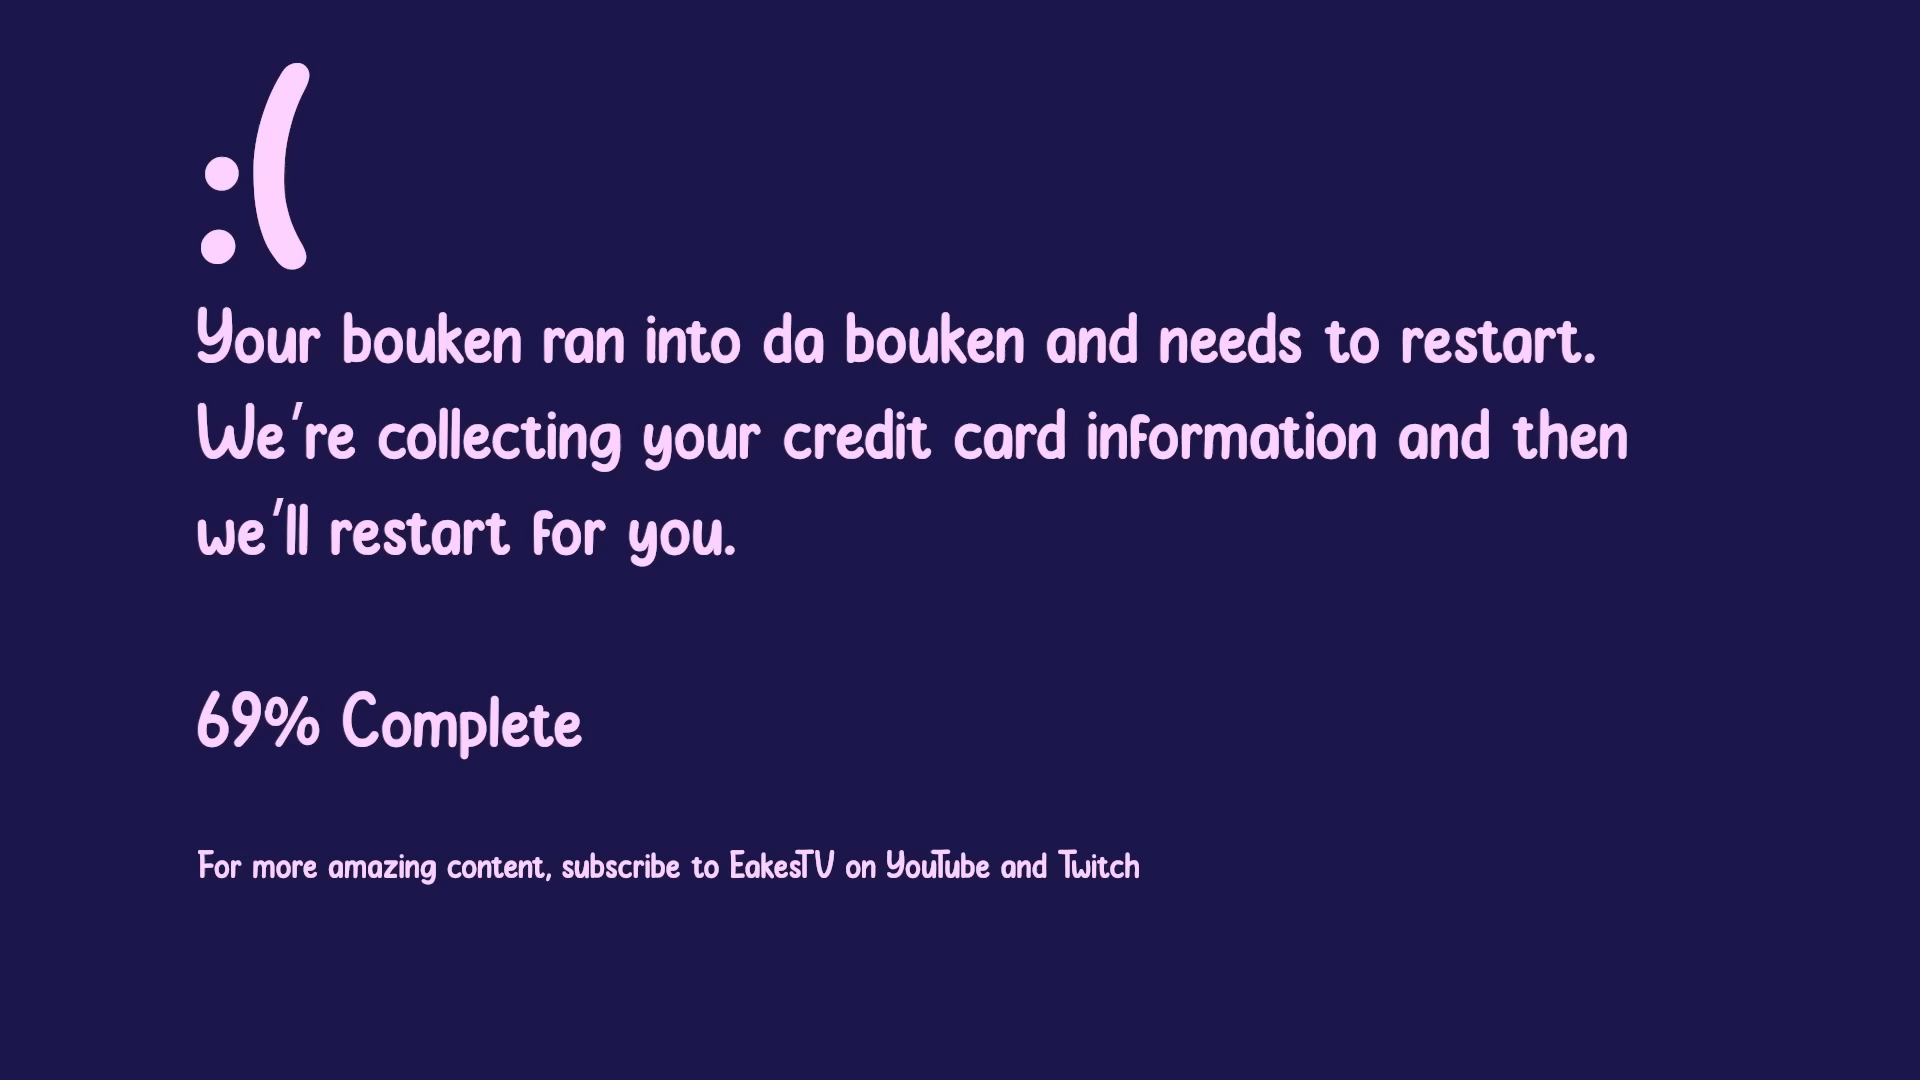 :(
Your bouken ran into da bouken and needs to restart.
We're collecting your credit card information and then
we'll restart for you.
69% Complete
For more amazing content, subscribe to EakesTV on YouTube and Twitch